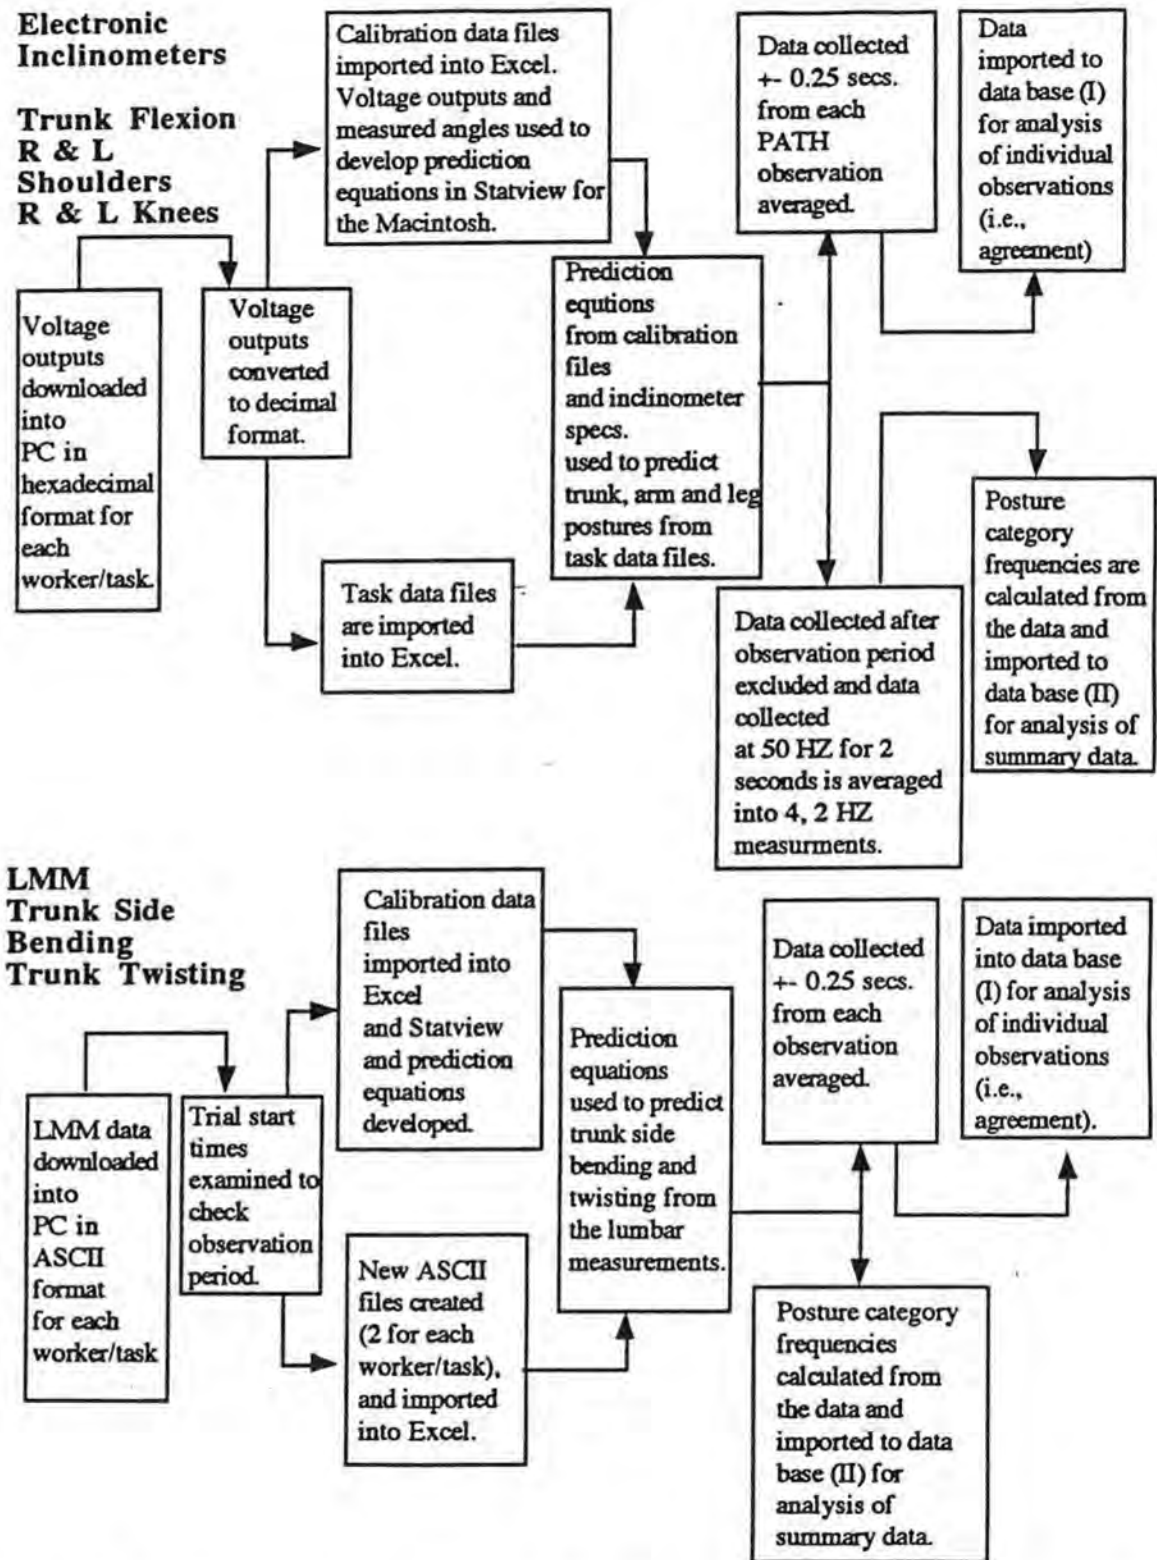 Electronic
Inclinometers
Trunk Flexion
R & L
Shoulders
R & L Knees
Voltage
outputs
downloaded
into
PC in
hexadecimal
format for
each
worker/task.
Voltage
outputs
converted
to decimal
format.
Calibration data files
imported into Excel.
Voltage outputs and
measured angles used to
develop prediction
equations in Statview for
the Macintosh.
Task data files
are imported
into Excel.
Prediction
equtions
from calibration
files
and inclinometer
specs.
used to predict
trunk, arm and leg
postures from
task data files.
Data collected
+- 0.25 secs.
from each
PATH
observation
averaged.
Data
imported to
data base (I)
for analysis
of individual
observations
(i.e.,
agreement)
Data collected after
observation period
excluded and data
collected
at 50 HZ for 2
seconds is averaged
into 4, 2 HZ
measurments.
Posture
category
frequencies are
calculated from
the data and
imported to
data base (II)
for analysis of
summary data.
LMM
Trunk Side
Bending
Trunk Twisting
LMM data
downloaded
into
PC in
ASCII
format
for each
worker/task
Trial start
times
examined to
check
observation
period.
Calibration data
files
imported into
Excel
and Statview
and prediction
equations
developed.
New ASCII
files created
(2 for each
worker/task),
and imported
into Excel.
Prediction
equations
used to predict
trunk side
bending and
twisting from
the lumbar
measurements.
Data collected
+- 0.25 secs.
from each
observation
averaged.
Data imported
into data base
(I) for analysis
of individual
observations
(i.e.,
agreement).
Posture category
frequencies
calculated from
the data and
imported to data
base (II) for
analysis of
summary data.